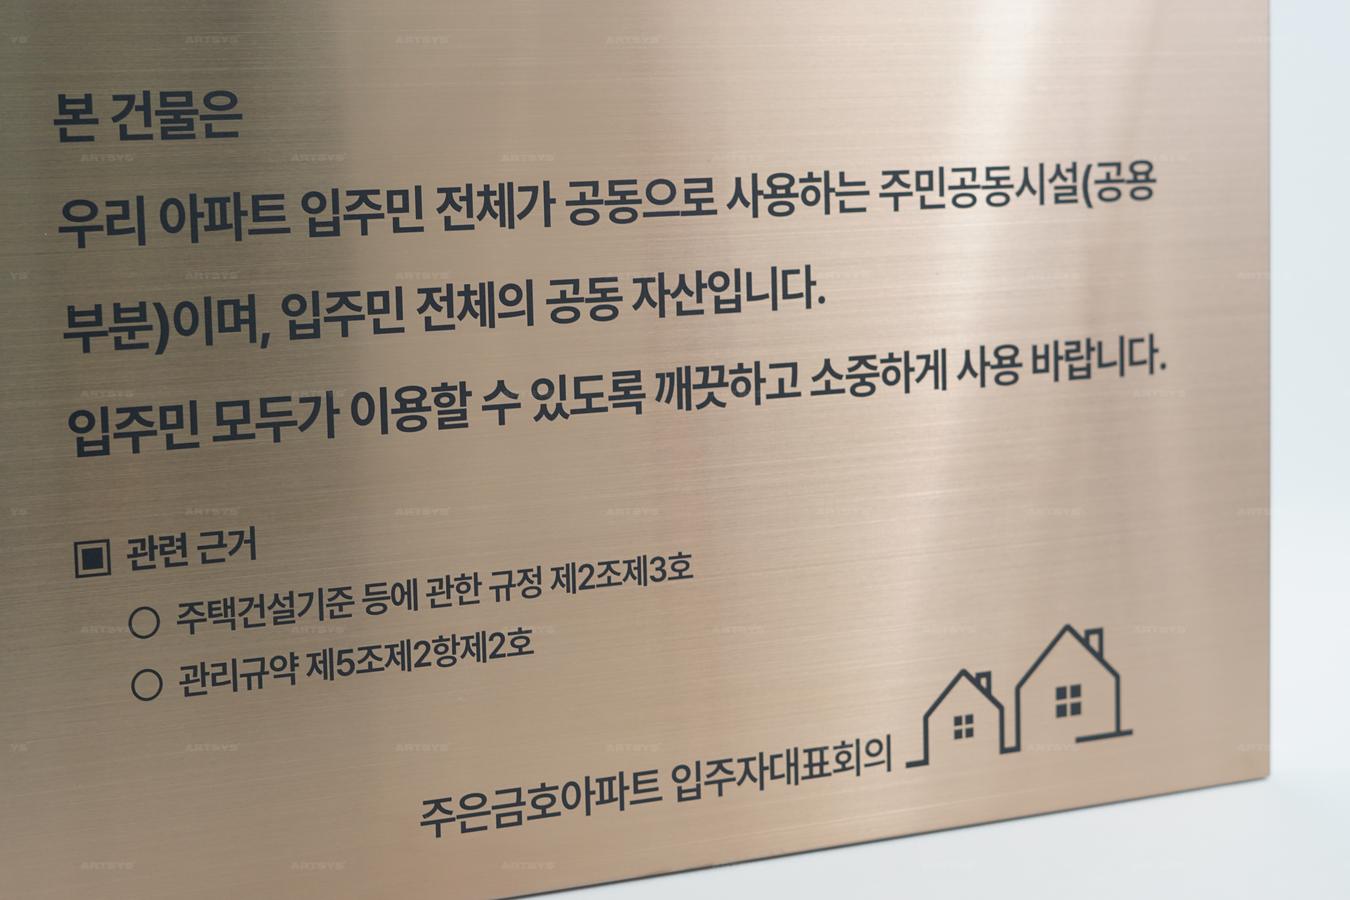 본 건물은
우리 아파트 입주민 전체가 공동으로 사용하는 주민공동시설(공용
부분)이며, 입주민 전체의 공동 자산입니다.
입주민 모두가 이용할 수 있도록 깨끗하고 소중하게 사용 바랍니다.
▣ 관련 근거
○ 주택건설기준 등에 관한 규정 제2조제3호
○ 관리규약 제5조제2항제2호
주은금호아파트 입주자대표회의
ARTSYS